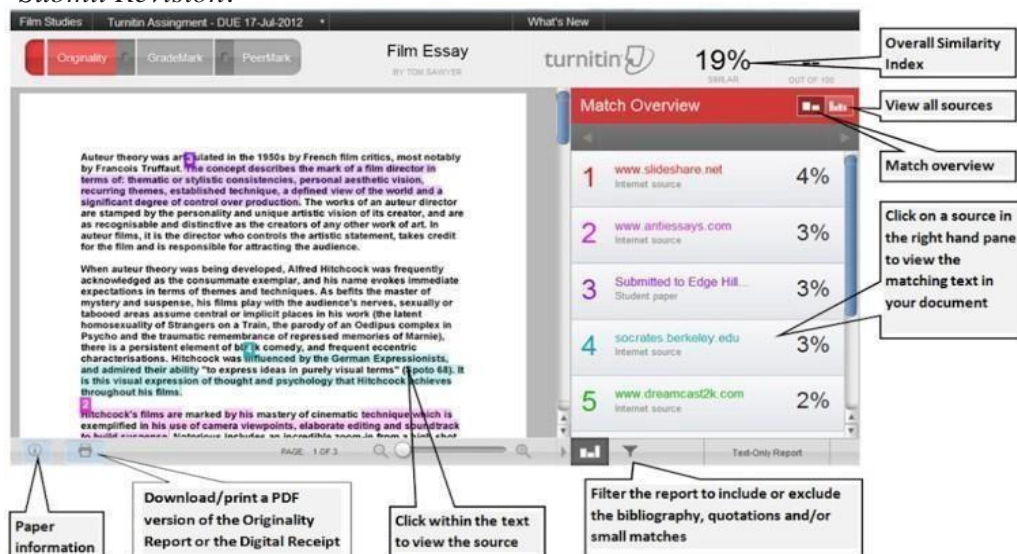 Submit Revision.
Film Studies Turnitin Assingment - DUE 17-Jul-2012 What's New
Originality GradeMark PeerMark
Film Essay
BY TOM SAWYER
turnitin
19%
SIMILAR
--
OUT OF 100
Overall Similarity
Index
Match Overview
View all sources
Match overview
Auteur theory was articulated in the 1950s by French film critics, most notably
by Francois Truffaut. The concept describes the mark of a film director in
terms of: thematic or stylistic consistencies, personal aesthetic vision,
recurring themes, established technique, a defined view of the world and a
significant degree of control over production. The works of an auteur director
are stamped by the personality and unique artistic vision of its creator, and are
as recognisable and distinctive as the creators of any other work of art. In
auteur films, it is the director who controls the artistic statement, takes credit
for the film and is responsible for attracting the audience.
When auteur theory was being developed, Alfred Hitchcock was frequently
acknowledged as the consummate exemplar, and his name evokes immediate
expectations in terms of themes and techniques. As befits the master of
mystery and suspense, his films play with the audience's nerves, sexually or
tabooed areas assume central or implicit places in his work (the latent
homosexuality of Strangers on a Train, the parody of an Oedipus complex in
Psycho and the traumatic remembrance of repressed memories of Marnie),
there is a persistent element of black comedy, and frequent eccentric
characterisations. Hitchcock was influenced by the German Expressionists,
and admired their ability "to express ideas in purely visual terms" (Spoto 68). It
is this visual expression of thought and psychology that Hitchcock achieves
throughout his films.
2
Hitchcock's films are marked by his mastery of cinematic technique which is
exemplified in his use of camera viewpoints, elaborate editing and soundtrack
to build suspense. Notorious includes an incredible zoom-in from a high shot
1 www.slideshare.net 4%
Internet source
2 www.antiessays.com 3%
Internet source
3 Submitted to Edge Hill... 3%
Student paper
4 socrates.berkeley.edu 3%
Internet source
5 www.dreamcast2k.com 2%
Internet source
Click on a source in
the right hand pane
to view the
matching text in
your document
PAGE: 1 OF 3
Text-Only Report
Paper
information
Download/print a PDF
version of the Originality
Report or the Digital Receipt
Click within the text
to view the source
Filter the report to include or exclude
the bibliography, quotations and/or
small matches